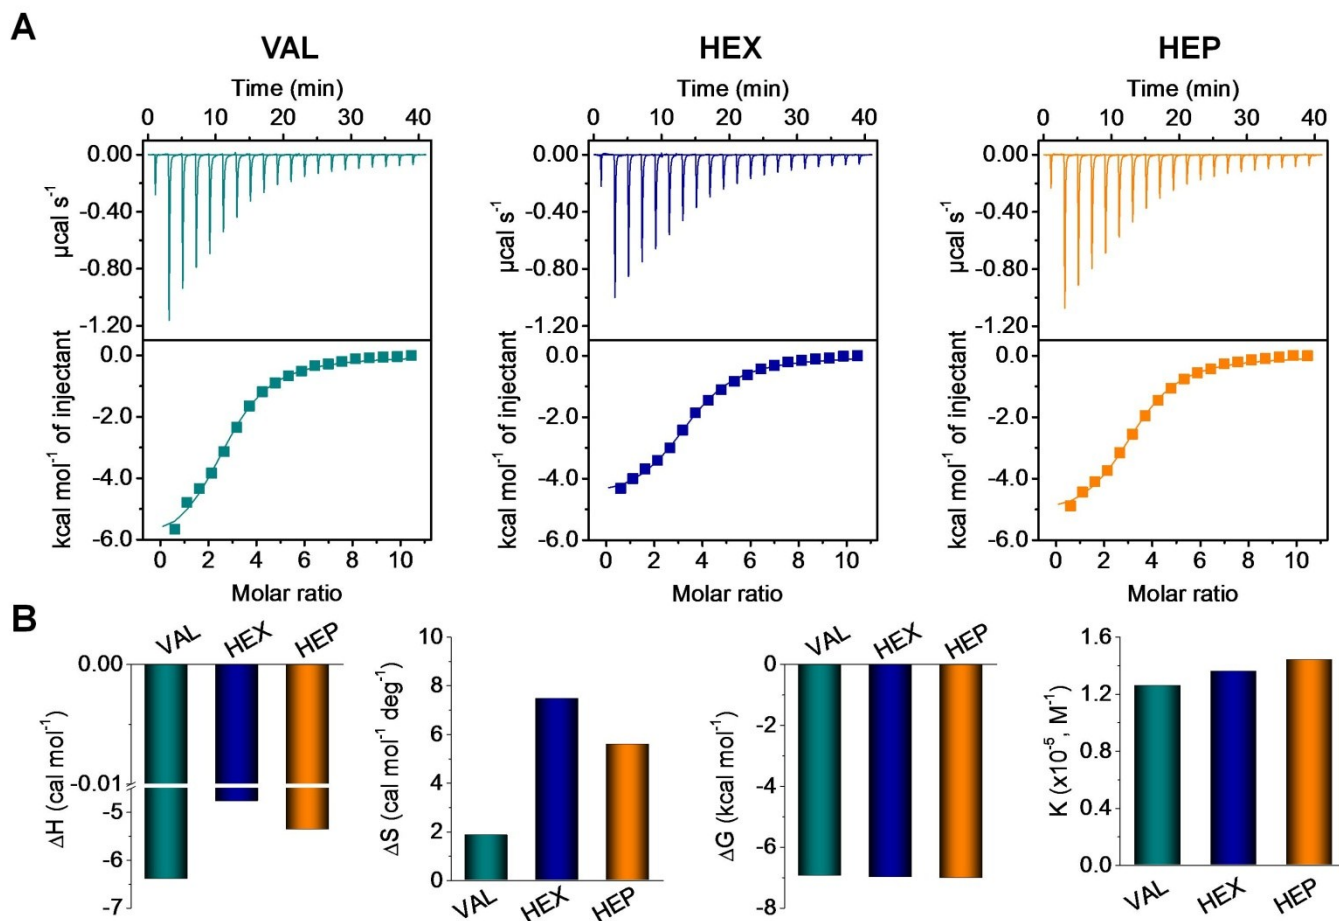 A
VAL HEX HEP
Time (min) Time (min) Time (min)
0 10 20 30 40 0 10 20 30 40 0 10 20 30 40
0.00 0.00 0.00
-0.40 -0.40 -0.40
-0.80 -0.80 -0.80
-1.20 -1.20 -1.20
µcal s⁻¹ µcal s⁻¹ µcal s⁻¹
0.0 0.0 0.0
-2.0 -2.0 -2.0
-4.0 -4.0 -4.0
-6.0 -6.0 -6.0
kcal mol⁻¹ of injectant kcal mol⁻¹ of injectant kcal mol⁻¹ of injectant
0 2 4 6 8 10 0 2 4 6 8 10 0 2 4 6 8 10
Molar ratio Molar ratio Molar ratio
B
VAL HEX HEP
0.00
-0.01
-5
-6
-7
ΔH (cal mol⁻¹)
10
8
6
4
2
0
ΔS (cal mol⁻¹ deg⁻¹)
VAL HEX HEP
VAL HEX HEP
0
-2
-4
-6
-8
ΔG (kcal mol⁻¹)
1.6
1.2
0.8
0.4
0.0
K (x10⁻⁵, M⁻¹)
VAL HEX HEP